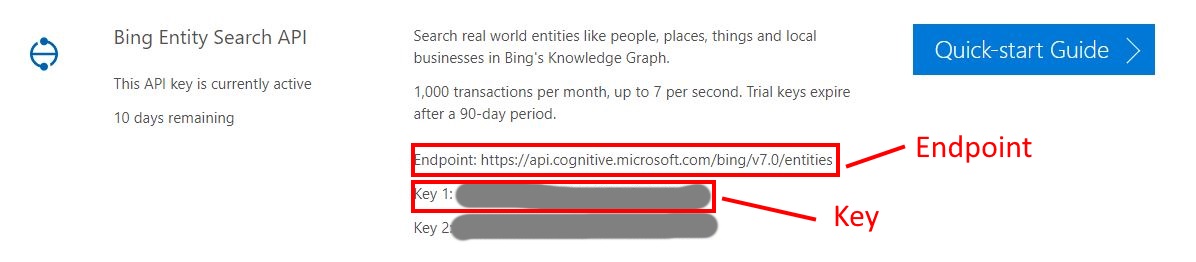 Bing Entity Search API
This API key is currently active
10 days remaining
Search real world entities like people, places, things and local
businesses in Bing's Knowledge Graph.
1,000 transactions per month, up to 7 per second. Trial keys expire
after a 90-day period.
Endpoint: https://api.cognitive.microsoft.com/bing/v7.0/entities
Key 1:
Key 2:
Quick-start Guide
Endpoint
Key